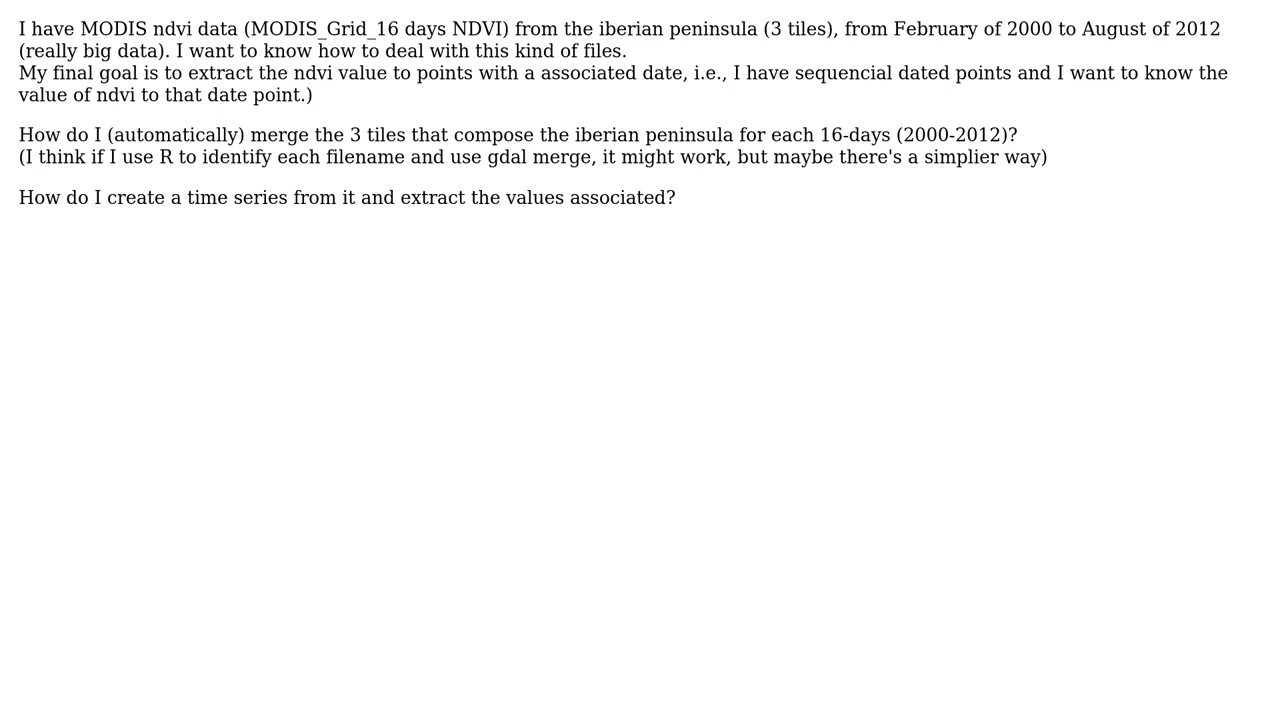 I have MODIS ndvi data (MODIS_Grid_16 days NDVI) from the iberian peninsula (3 tiles), from February of 2000 to August of 2012
(really big data). I want to know how to deal with this kind of files.
My final goal is to extract the ndvi value to points with a associated date, i.e., I have sequencial dated points and I want to know the
value of ndvi to that date point.)
How do I (automatically) merge the 3 tiles that compose the iberian peninsula for each 16-days (2000-2012)?
(I think if I use R to identify each filename and use gdal merge, it might work, but maybe there's a simplier way)
How do I create a time series from it and extract the values associated?